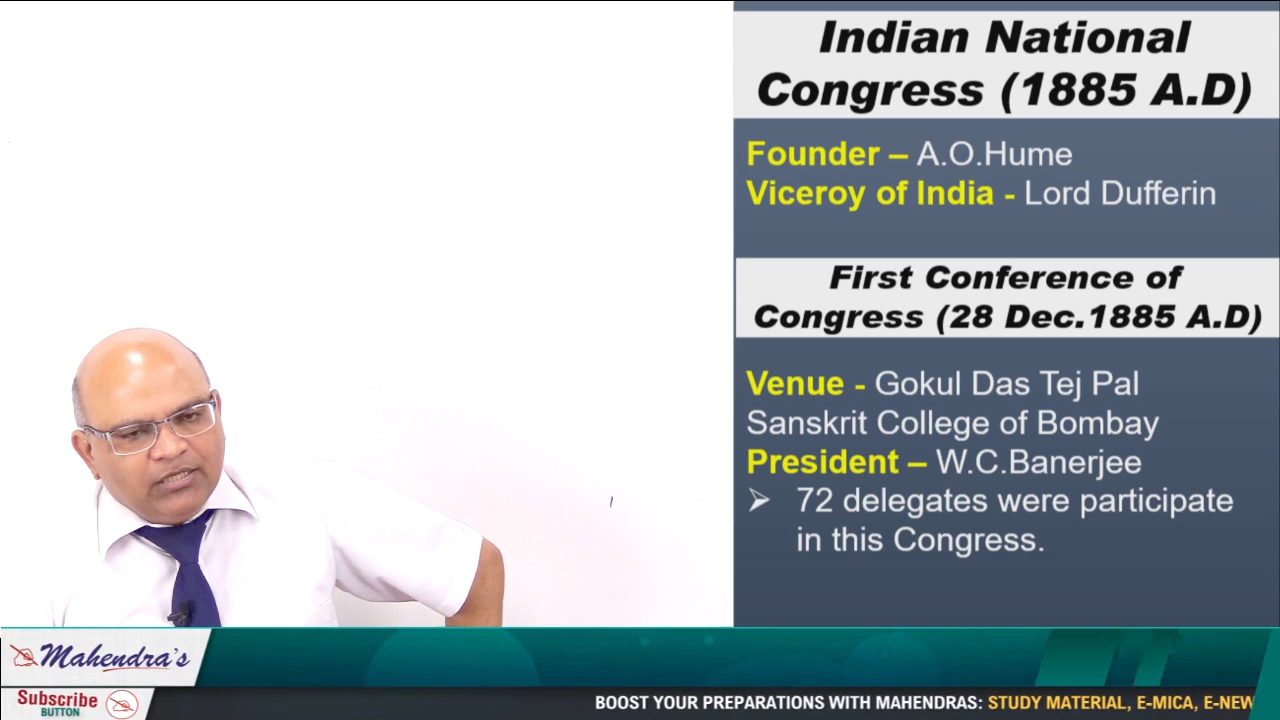 Indian National
Congress (1885 A.D)
Founder – A.O.Hume
Viceroy of India - Lord Dufferin
First Conference of
Congress (28 Dec.1885 A.D)
Venue - Gokul Das Tej Pal
Sanskrit College of Bombay
President – W.C.Banerjee
➢ 72 delegates were participate
in this Congress.
Mahendra's
Subscribe
BUTTON
BOOST YOUR PREPARATIONS WITH MAHENDRAS: STUDY MATERIAL, E-MICA, E-NEW